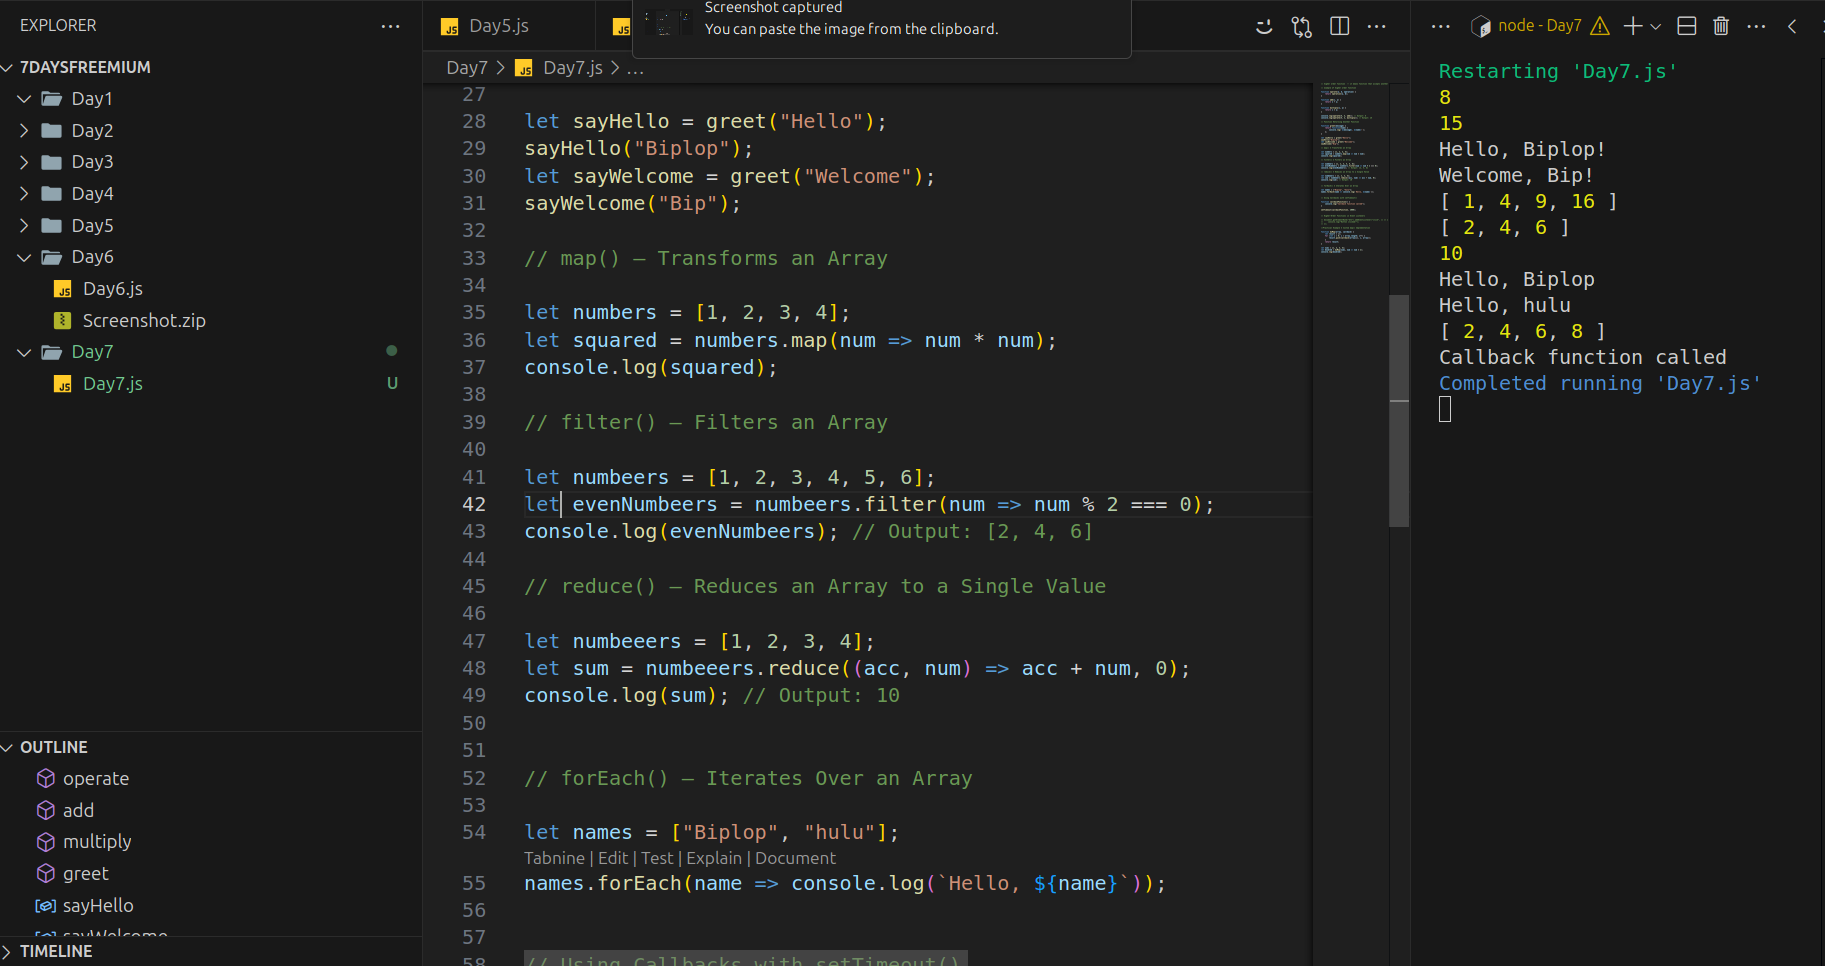 EXPLORER
7DAYSFREEMIUM
Day1
Day2
Day3
Day4
Day5
Day6
Day6.js
Screenshot.zip
Day7
Day7.js U
OUTLINE
operate
add
multiply
greet
sayHello
sayWelcome
TIMELINE
Day5.js
Screenshot captured
You can paste the image from the clipboard.
Day7 > Day7.js > ...
27
28 let sayHello = greet("Hello");
29 sayHello("Biplop");
30 let sayWelcome = greet("Welcome");
31 sayWelcome("Bip");
32
33 // map() – Transforms an Array
34
35 let numbers = [1, 2, 3, 4];
36 let squared = numbers.map(num => num * num);
37 console.log(squared);
38
39 // filter() – Filters an Array
40
41 let numbeers = [1, 2, 3, 4, 5, 6];
42 let evenNumbeers = numbeers.filter(num => num % 2 === 0);
43 console.log(evenNumbeers); // Output: [2, 4, 6]
44
45 // reduce() – Reduces an Array to a Single Value
46
47 let numbeeers = [1, 2, 3, 4];
48 let sum = numbeeers.reduce((acc, num) => acc + num, 0);
49 console.log(sum); // Output: 10
50
51
52 // forEach() – Iterates Over an Array
53
54 let names = ["Biplop", "hulu"];
Tabnine | Edit | Test | Explain | Document
55 names.forEach(name => console.log(`Hello, ${name}`));
56
57
58 // Using Callbacks with setTimeout()
node - Day7
Restarting 'Day7.js'
8
15
Hello, Biplop!
Welcome, Bip!
[ 1, 4, 9, 16 ]
[ 2, 4, 6 ]
10
Hello, Biplop
Hello, hulu
[ 2, 4, 6, 8 ]
Callback function called
Completed running 'Day7.js'